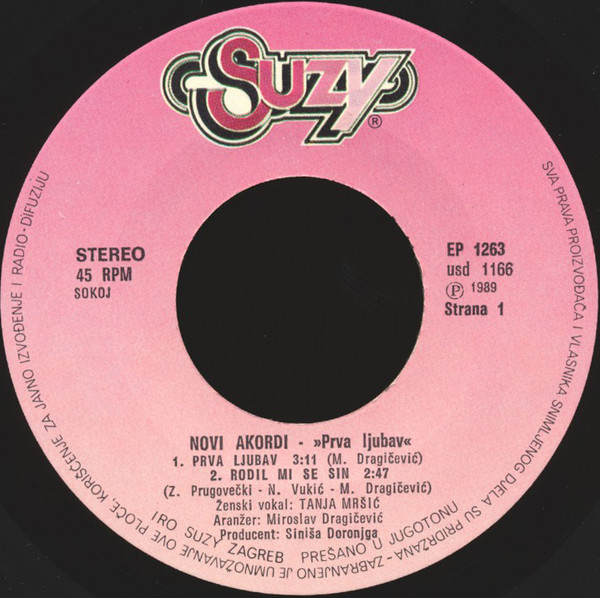 SUZY®
STEREO
45 RPM
SOKOJ
EP 1263
usd 1166
Ⓟ 1989
Strana 1
NOVI AKORDI - »Prva ljubav«
1. PRVA LJUBAV 3:11 (M. Dragičević)
2. RODIL MI SE SIN 2:47
(Z. Prugovečki - N. Vukić - M. Dragičević)
Ženski vokal: TANJA MRŠIĆ
Aranžer: Miroslav Dragičević
Producent: Siniša Doronjga
IRO SUZY ZAGREB PREŠANO U JUGOTONU
SVA PRAVA PROIZVOĐAČA I VLASNIKA SNIMLJENOG DJELA SU PRIDRZANA - ZABRANJENO JE UMNOŽAVANJE OVE PLOČE, KORIŠĆENJE ZA JAVNO IZVOĐENJE I RADIO-DIFUZIJU